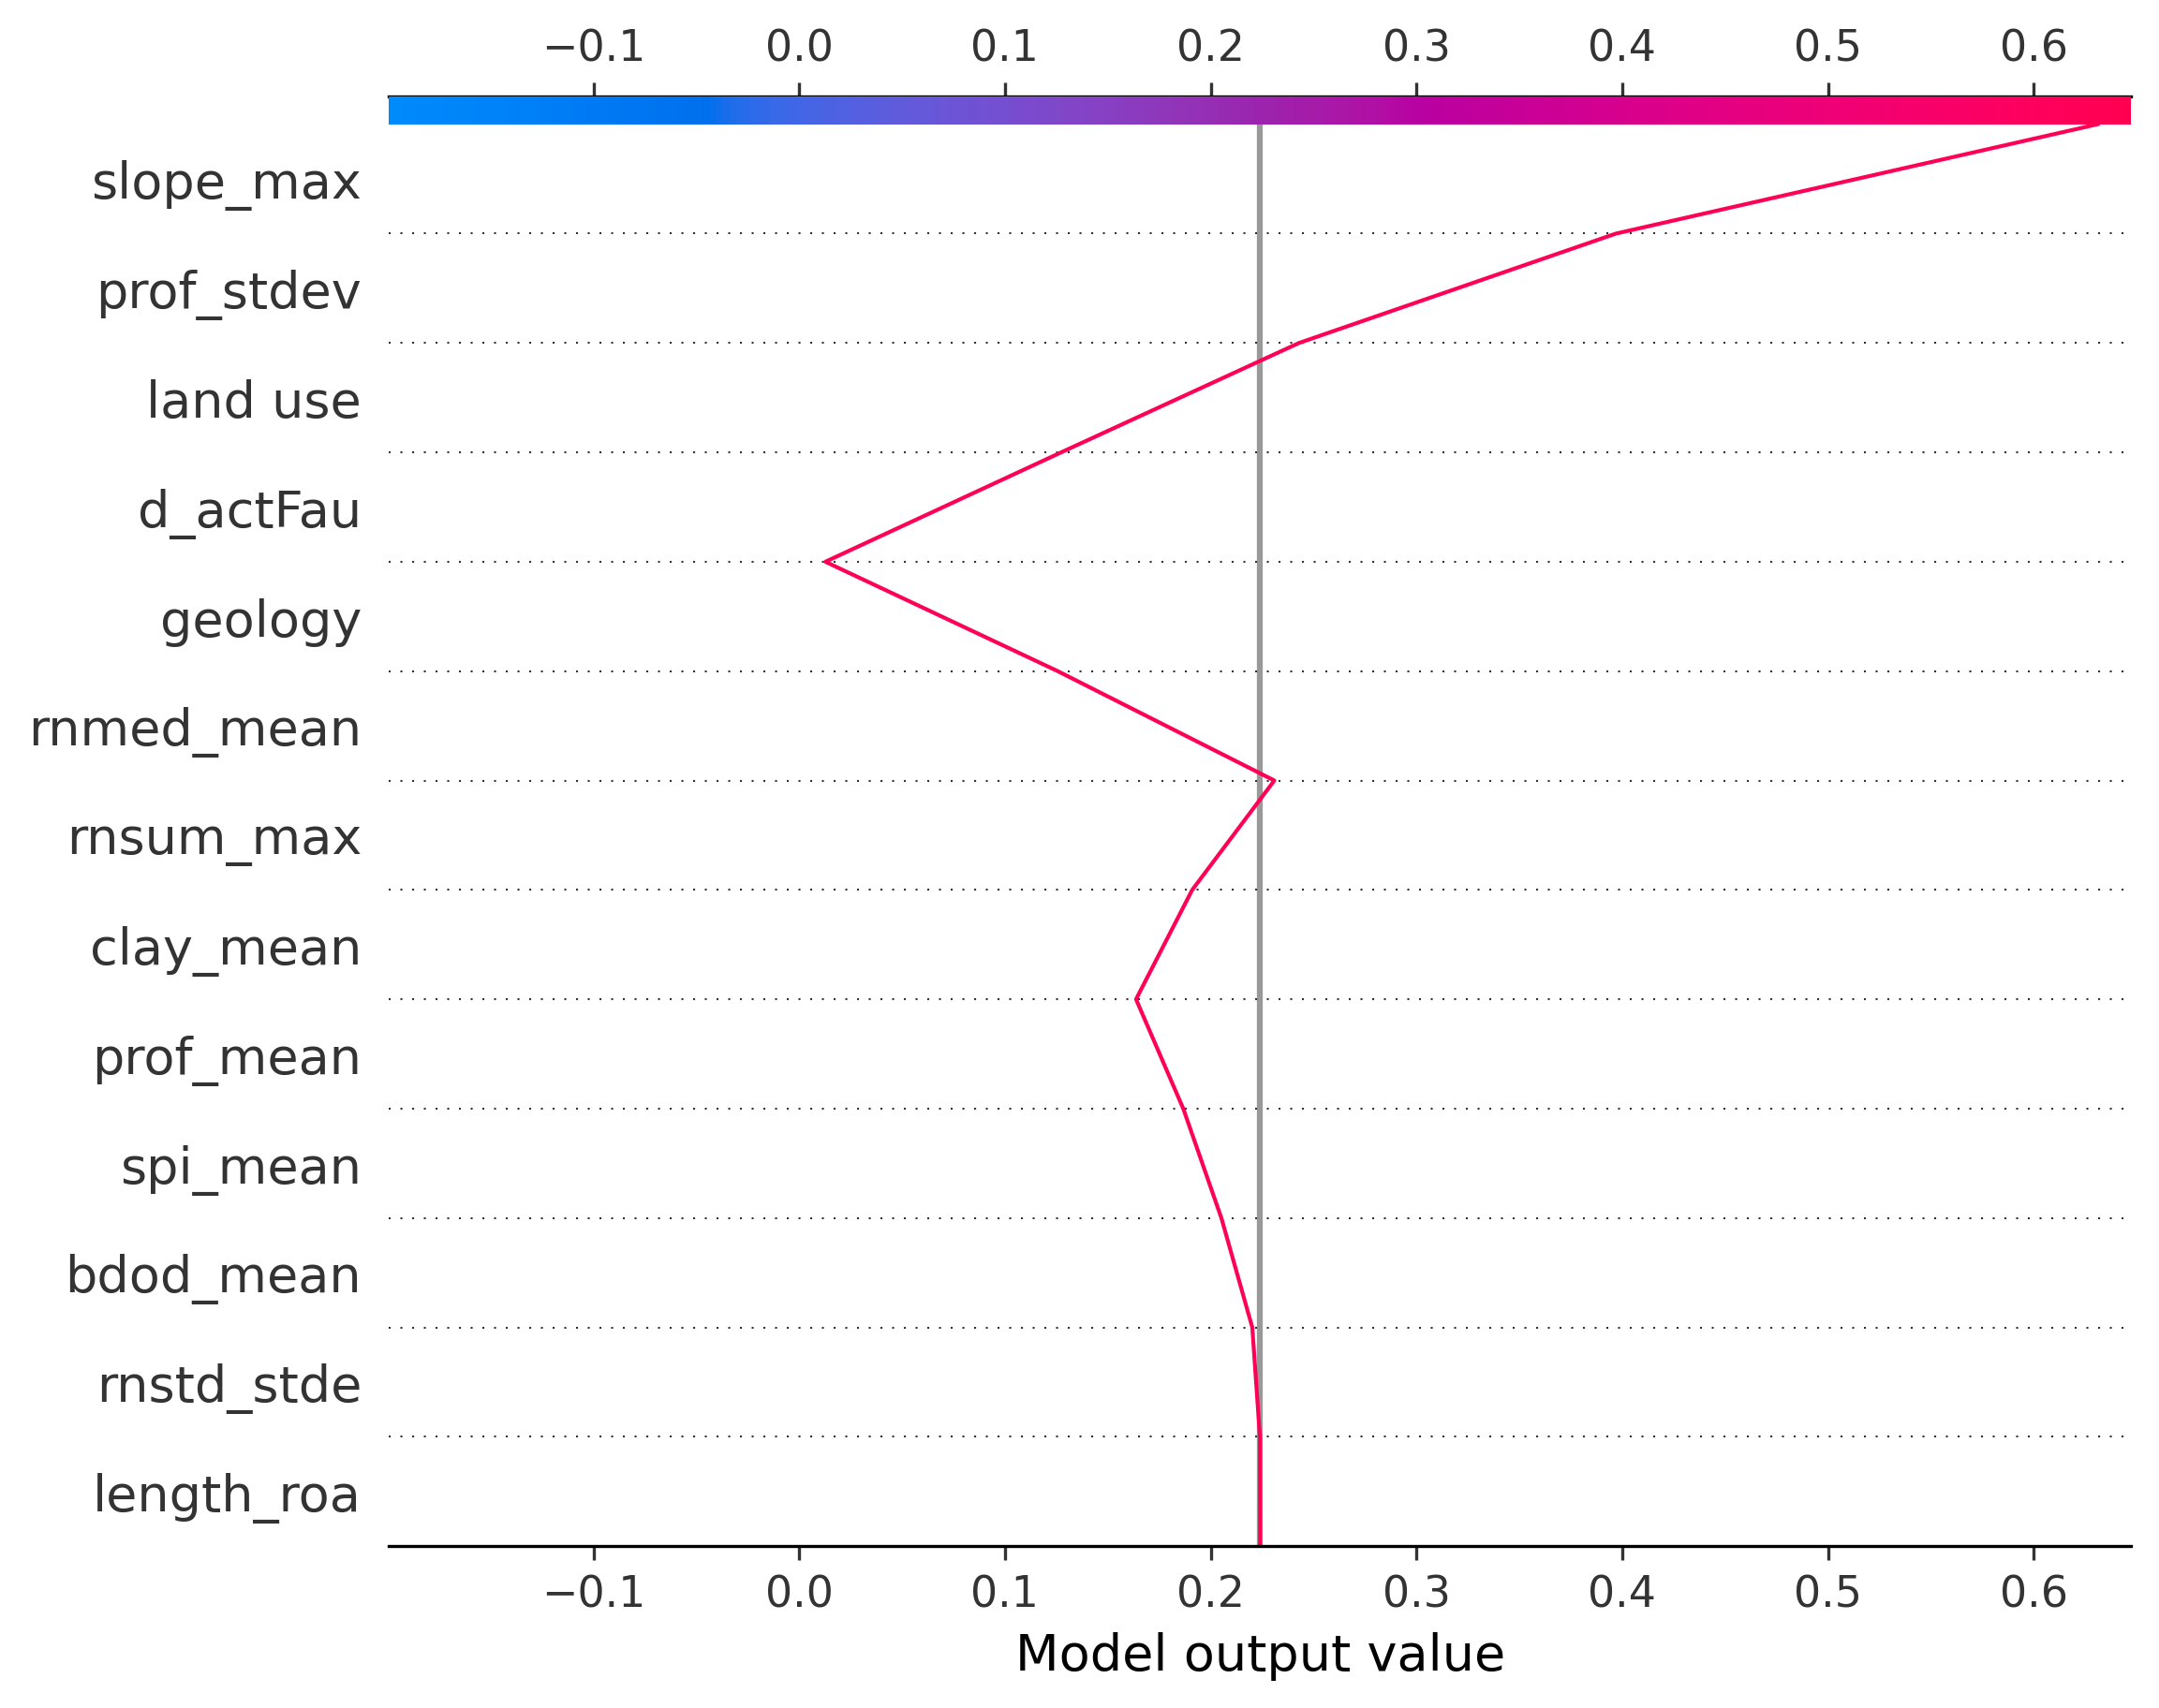 −0.1 0.0 0.1 0.2 0.3 0.4 0.5 0.6
slope_max
prof_stdev
land use
d_actFau
geology
rnmed_mean
rnsum_max
clay_mean
prof_mean
spi_mean
bdod_mean
rnstd_stde
length_roa
−0.1 0.0 0.1 0.2 0.3 0.4 0.5 0.6
Model output value